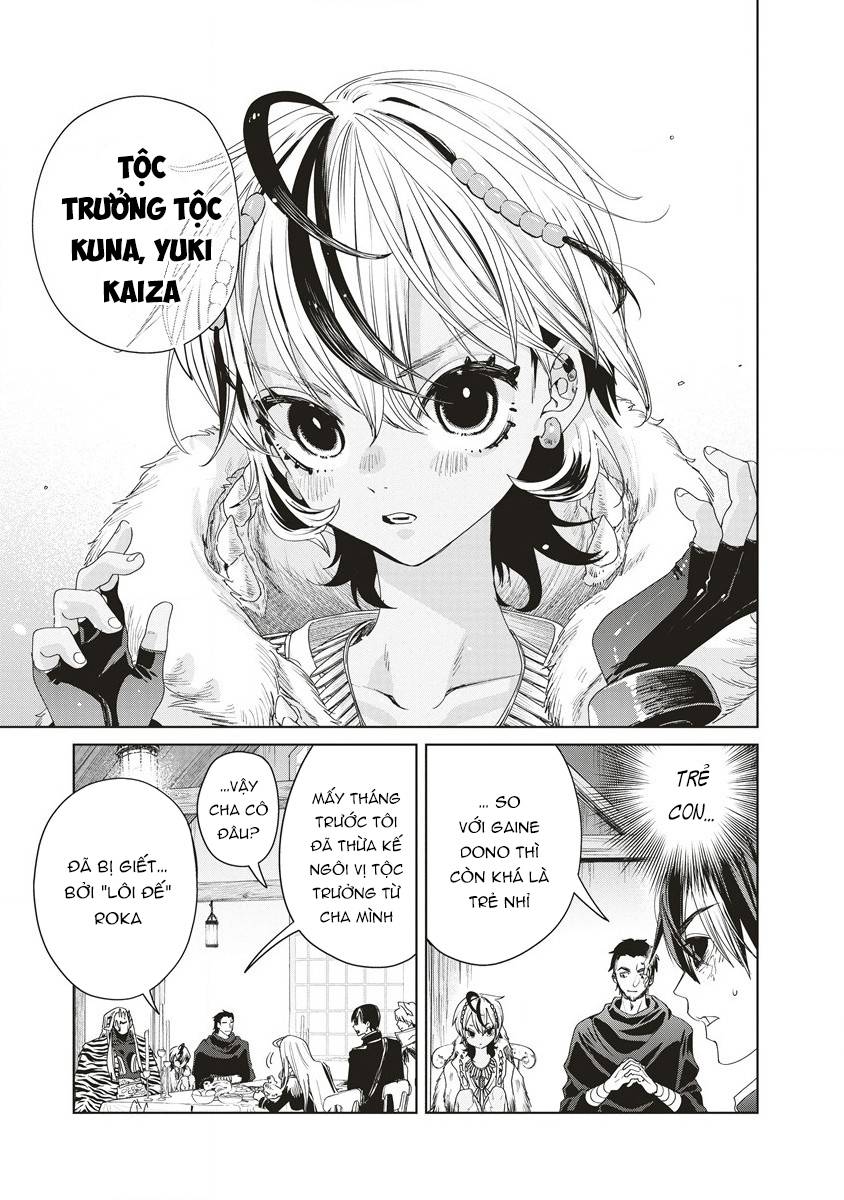 TỘC
TRƯỞNG TỘC
KUNA, YUKI
KAIZA
TRẺ
CON...
... SO
VỚI GAINE
DONO THÌ
CÒN KHÁ LÀ
TRẺ NHỈ
MẤY THÁNG
TRƯỚC TÔI
ĐÃ THỪA KẾ
NGÔI VỊ TỘC
TRƯỜNG TỪ
CHA MÌNH
...VẬY
CHA CÔ
ĐÂU?
ĐÃ BỊ GIẾT...
BỞI "LÔI ĐẾ"
ROKA